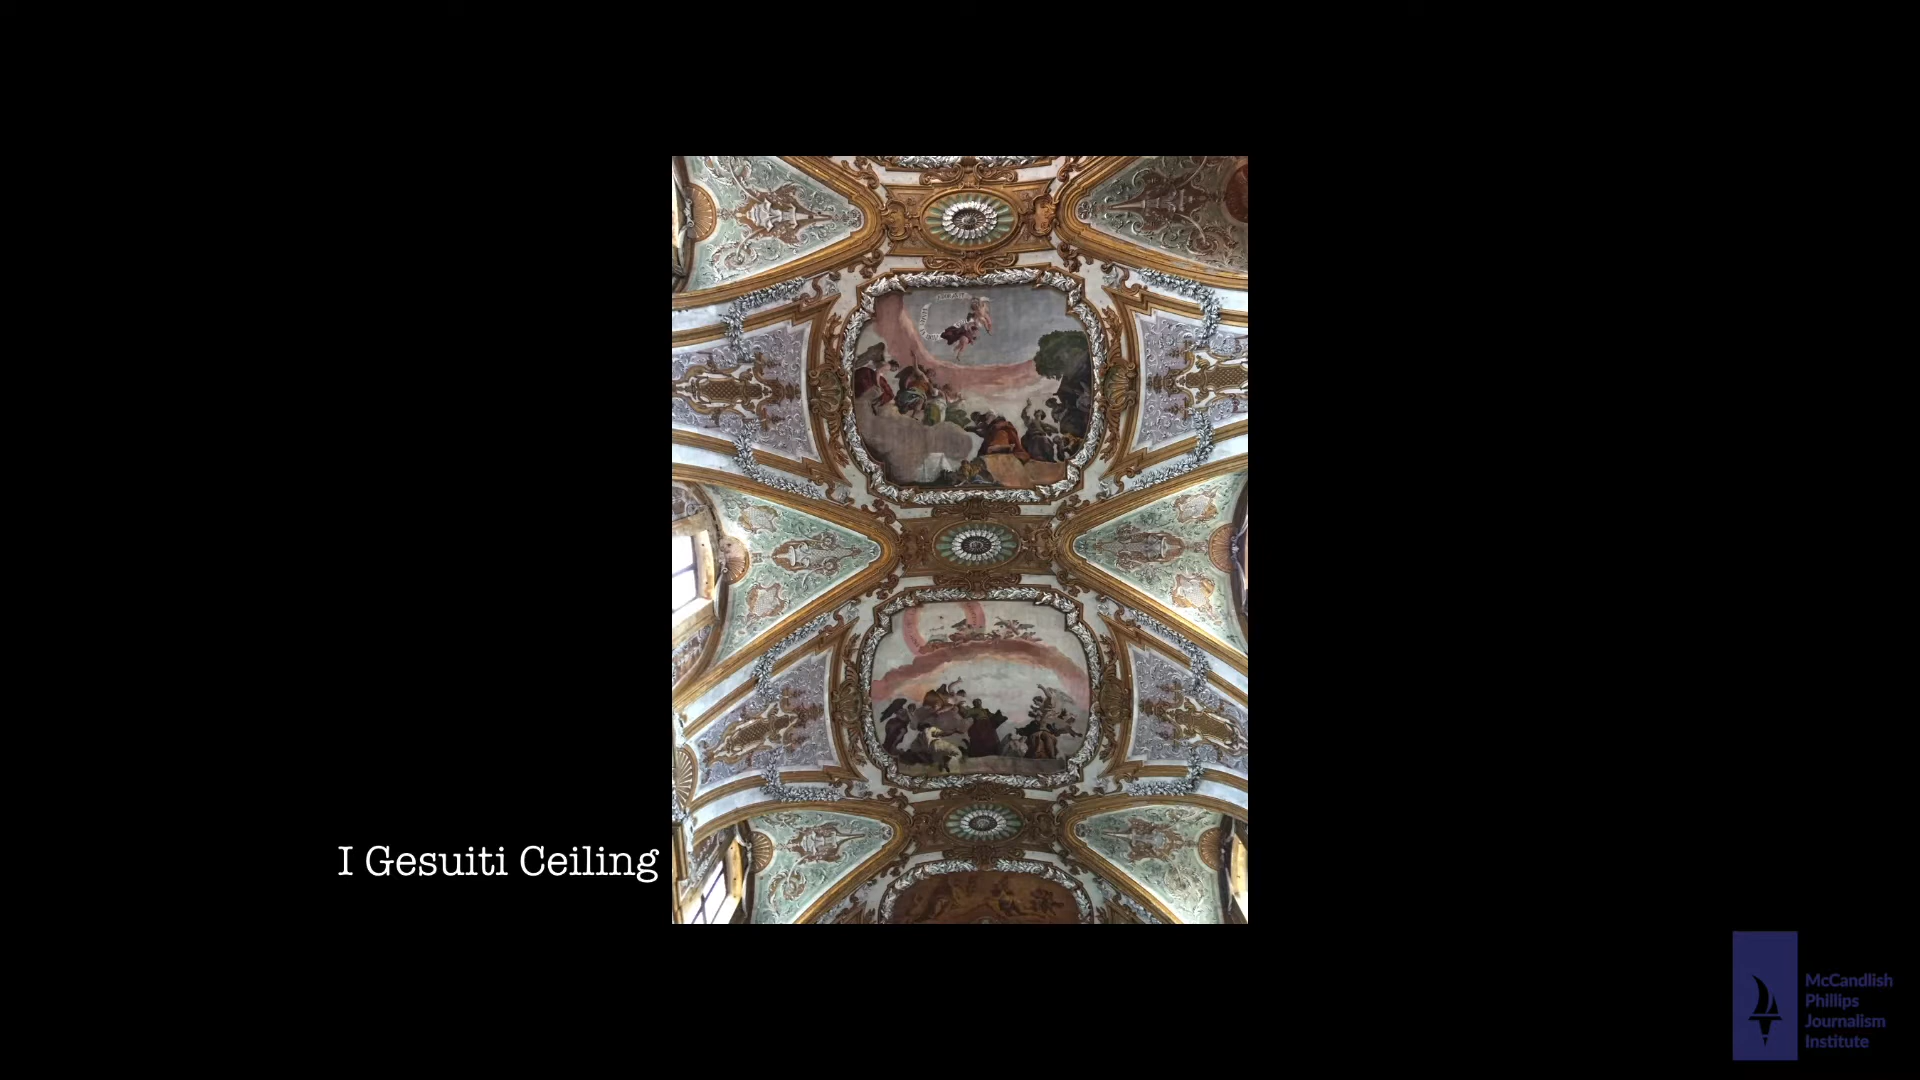 I Gesuiti Ceiling
McCandlish
Phillips
Journalism
Institute